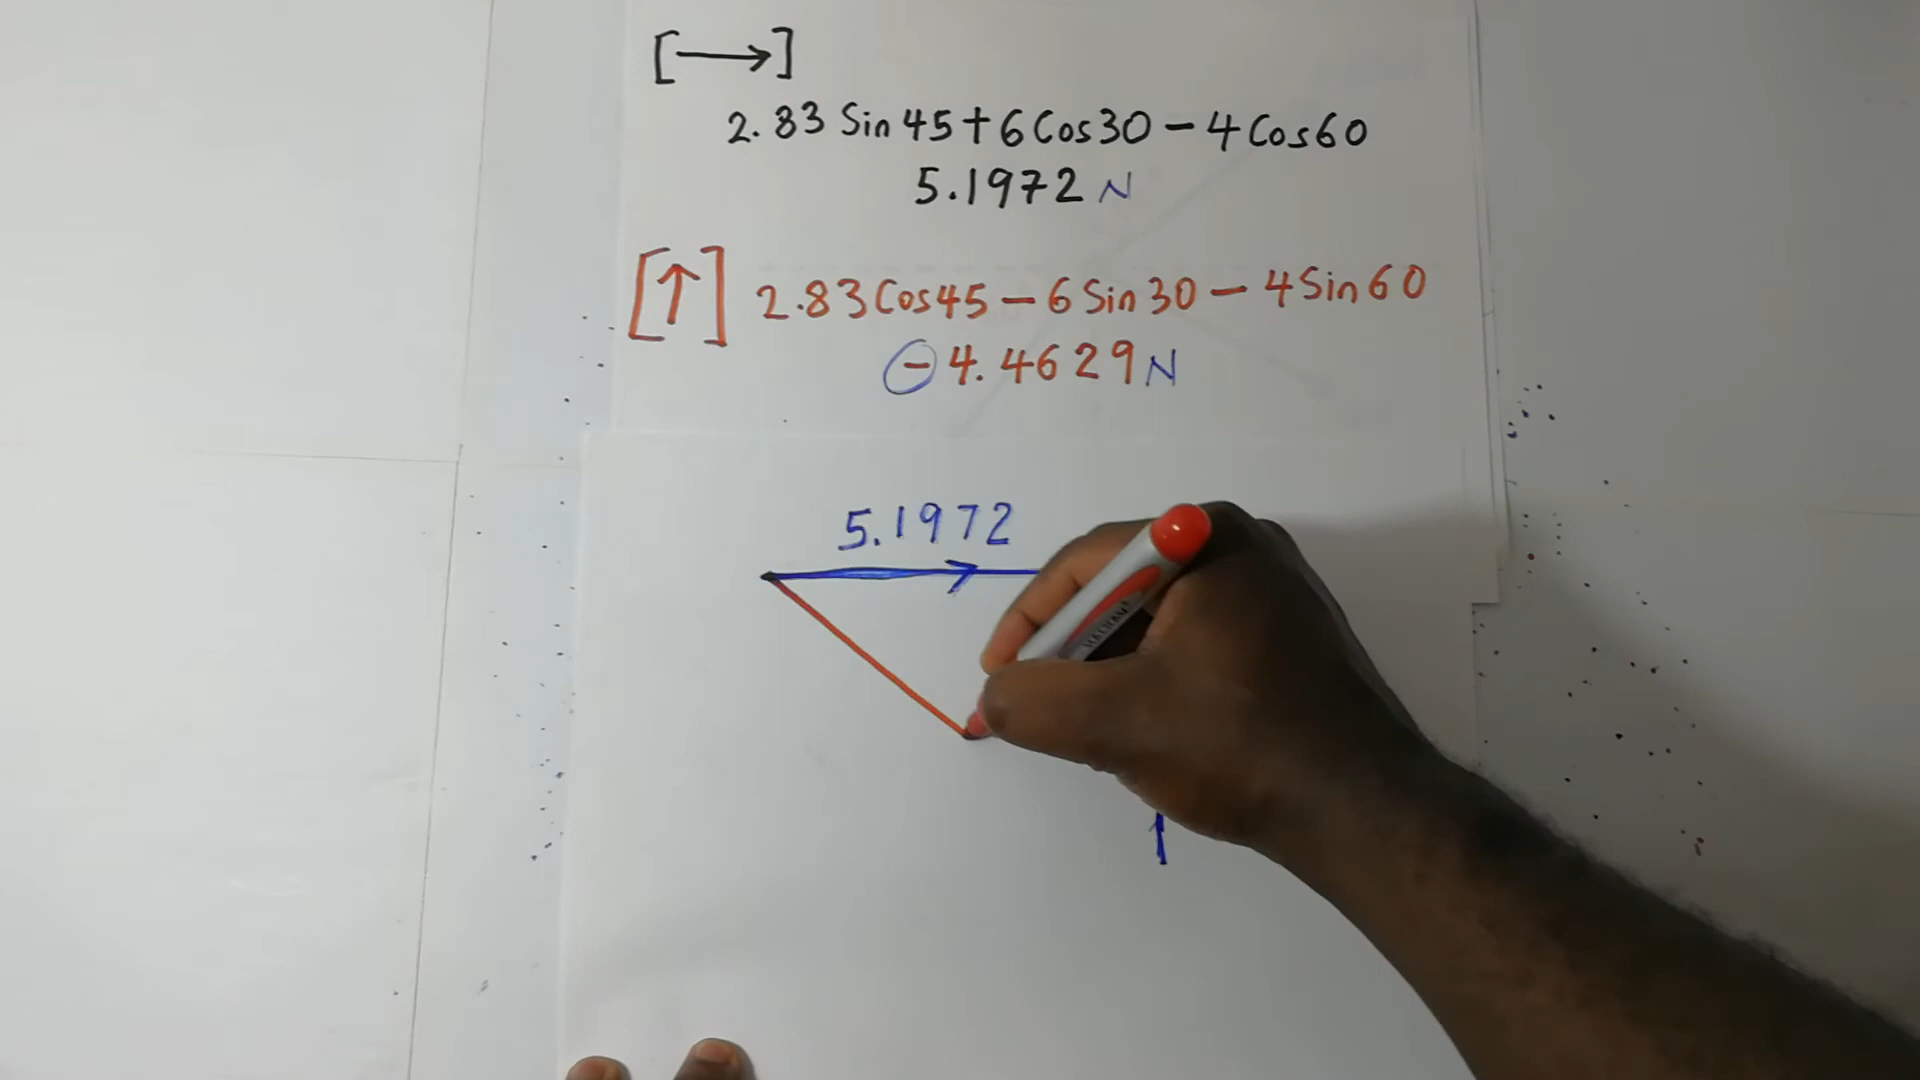 [→]
2.83 Sin 45 + 6 Cos 30 − 4 Cos 60
5.1972 N
[↑] 2.83 Cos 45 − 6 Sin 30 − 4 Sin 60
− 4.4629 N
5.1972